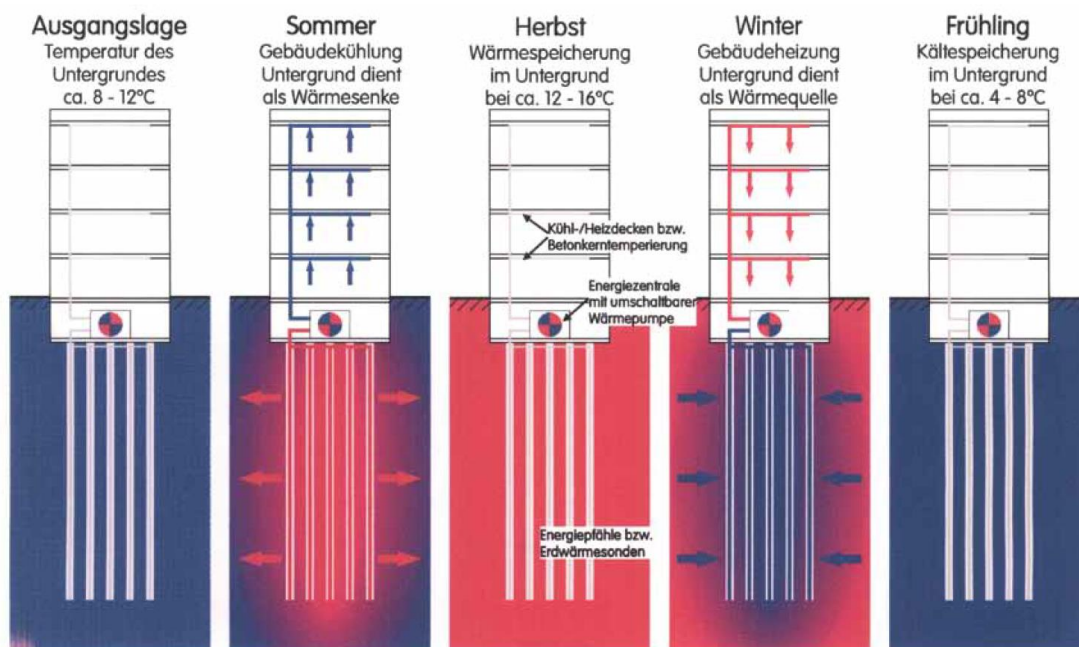 Ausgangslage
Temperatur des
Untergrundes
ca. 8 - 12°C
Sommer
Gebäudekühlung
Untergrund dient
als Wärmesenke
Herbst
Wärmespeicherung
im Untergrund
bei ca. 12 - 16°C
Winter
Gebäudeheizung
Untergrund dient
als Wärmequelle
Frühling
Kältespeicherung
im Untergrund
bei ca. 4 - 8°C
Kühl-/Heizdecken bzw.
Betonkerntemperierung
Energiezentrale
mit umschaltbarer
Wärmepumpe
Energiepfähle bzw.
Erdwärmesonden